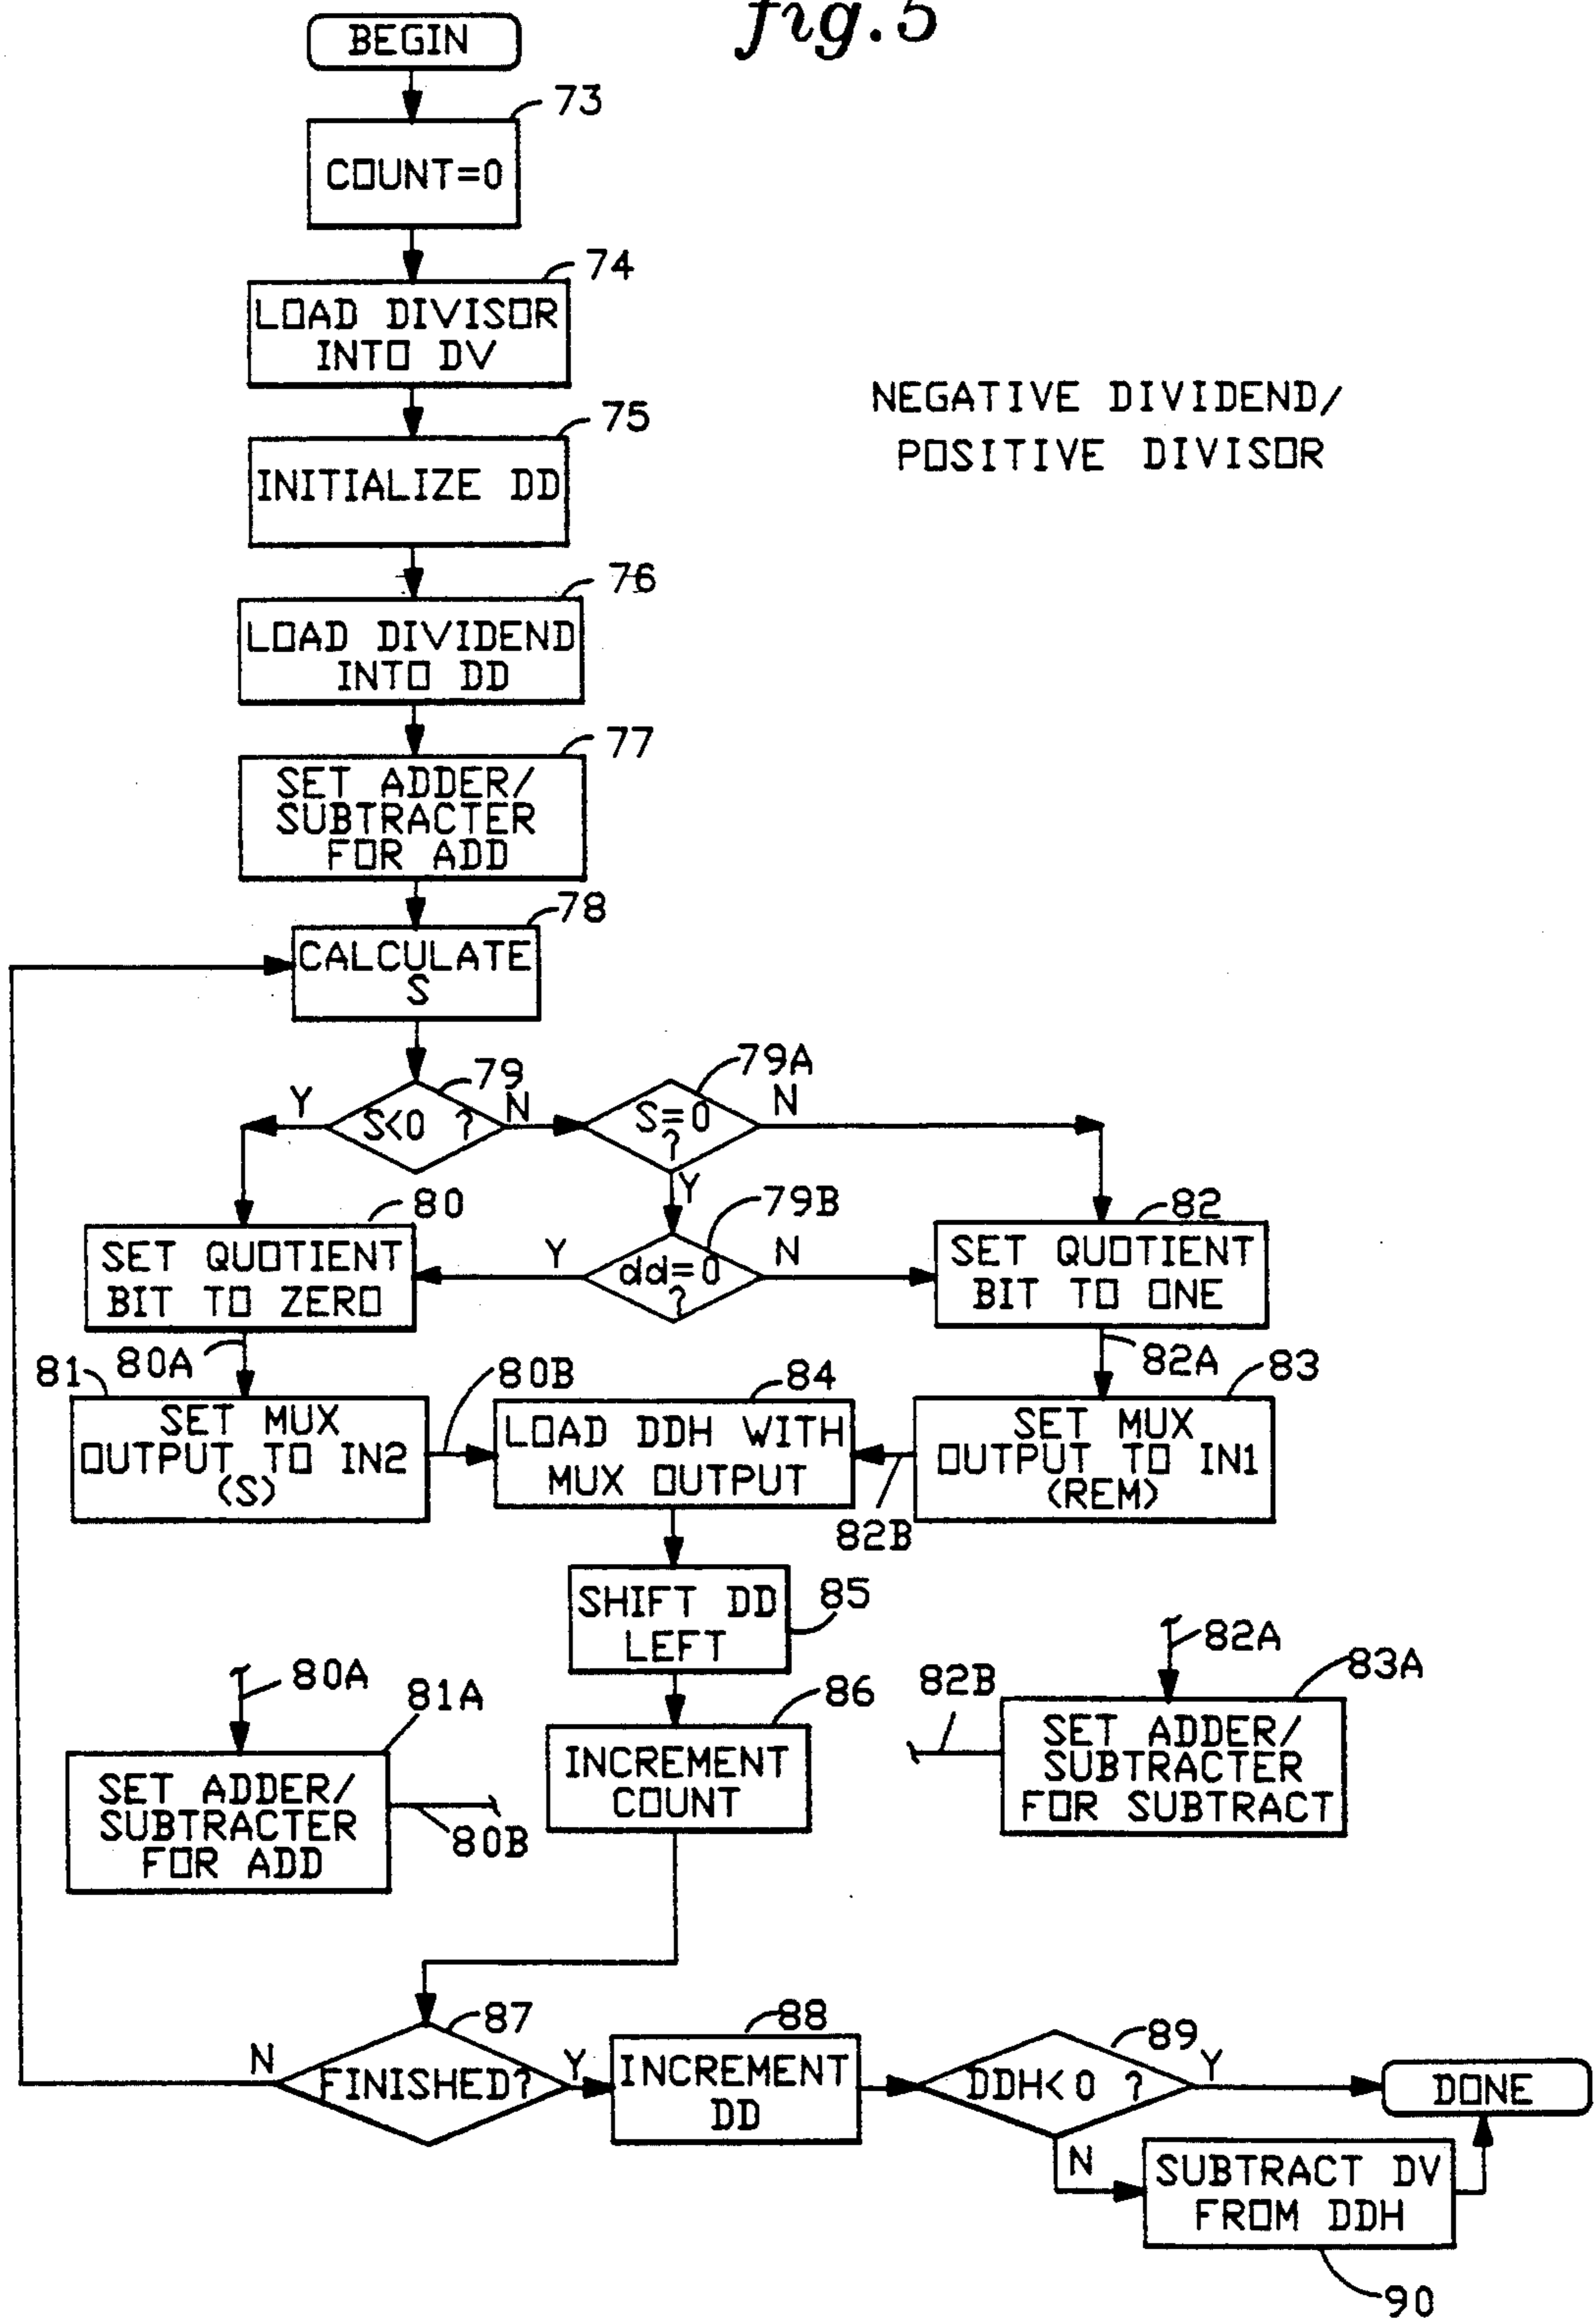 fig.5
BEGIN
73
COUNT=0
74
LOAD DIVISOR
INTO DV
NEGATIVE DIVIDEND/
POSITIVE DIVISOR
75
INITIALIZE DD
76
LOAD DIVIDEND
INTO DD
77
SET ADDER/
SUBTRACTER
FOR ADD
78
CALCULATE
S
79
Y
S<0 ?
N
79A
S=0
?
N
Y
79B
80
SET QUOTIENT
BIT TO ZERO
Y
dd=0
?
N
82
SET QUOTIENT
BIT TO ONE
80A
82A
81
SET MUX
OUTPUT TO IN2
(S)
80B
84
LOAD DDH WITH
MUX OUTPUT
83
SET MUX
OUTPUT TO IN1
(REM)
82B
85
SHIFT DD
LEFT
80A
81A
SET ADDER/
SUBTRACTER
FOR ADD
80B
86
INCREMENT
COUNT
82A
82B
83A
SET ADDER/
SUBTRACTER
FOR SUBTRACT
87
N
FINISHED?
Y
88
INCREMENT
DD
89
DDH<0 ?
Y
DONE
N
SUBTRACT DV
FROM DDH
90